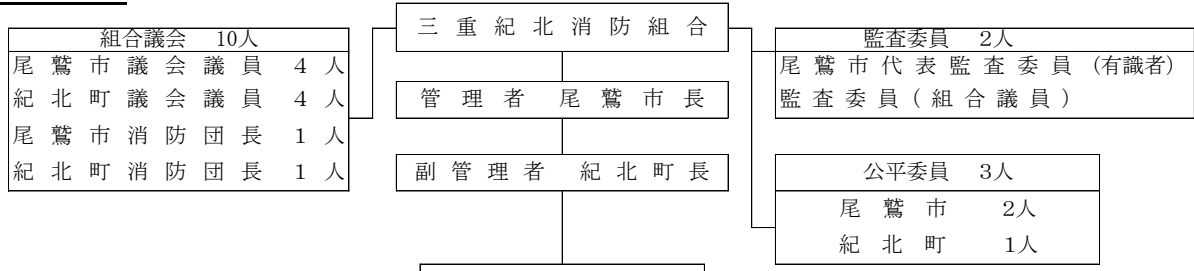 三重紀北消防組合
組合議会　10人
尾鷲市議会議員　4人
紀北町議会議員　4人
尾鷲市消防団長　1人
紀北町消防団長　1人
管理者　尾鷲市長
副管理者　紀北町長
監査委員　2人
尾鷲市代表監査委員(有識者)
監査委員(組合議員)
公平委員　3人
尾鷲市　2人
紀北町　1人